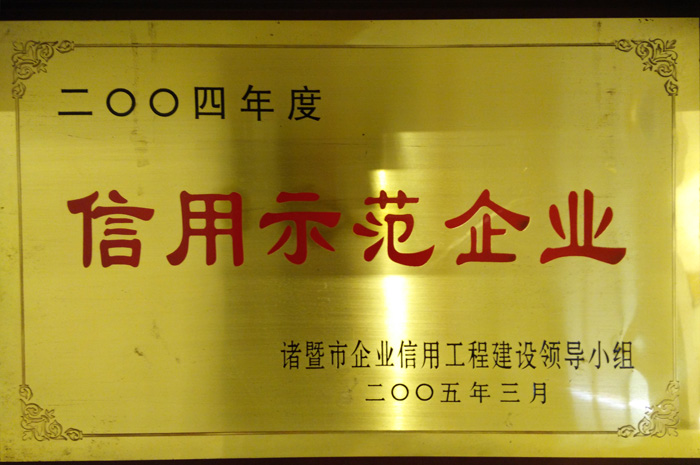 二〇〇四年度
信用示范企业
诸暨市企业信用工程建设领导小组
二〇〇五年三月